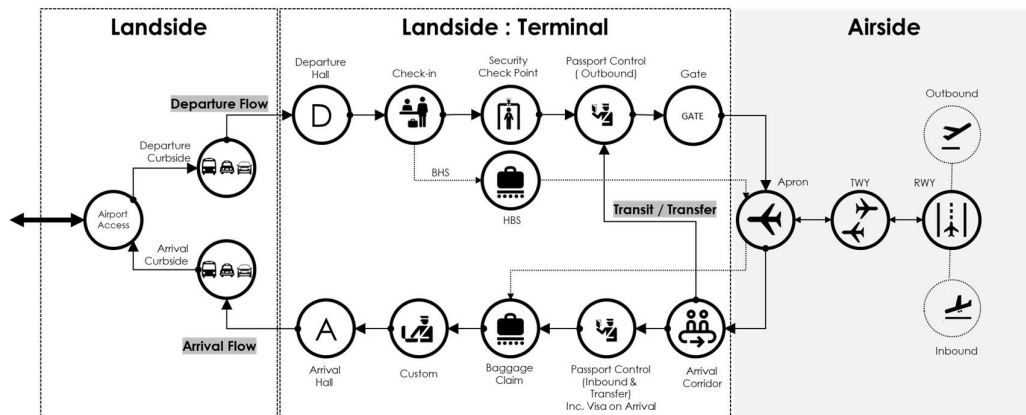 Landside
Landside : Terminal
Airside
Departure
Hall
Check-in
Security
Check Point
Passport Control
( Outbound)
Gate
Outbound
Departure Flow
D
GATE
Departure
Curbside
BHS
HBS
Apron
TWY
RWY
Airport
Access
Transit / Transfer
Arrival
Curbside
Arrival Flow
A
Arrival
Hall
Custom
Baggage
Claim
Passport Control
(Inbound &
Transfer)
Inc. Visa on Arrival
Arrival
Corridor
Inbound